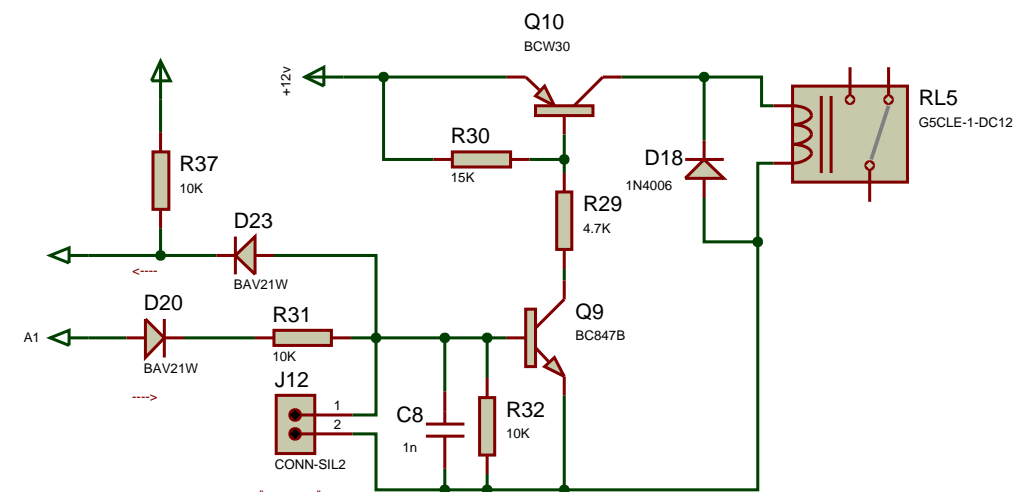 Q10
BCW30
+12v
RL5
G5CLE-1-DC12
R30
15K
D18
1N4006
R37
10K
R29
4.7K
D23
BAV21W
<----
D20
BAV21W
A1
---->
R31
10K
Q9
BC847B
J12
1
2
CONN-SIL2
C8
1n
R32
10K